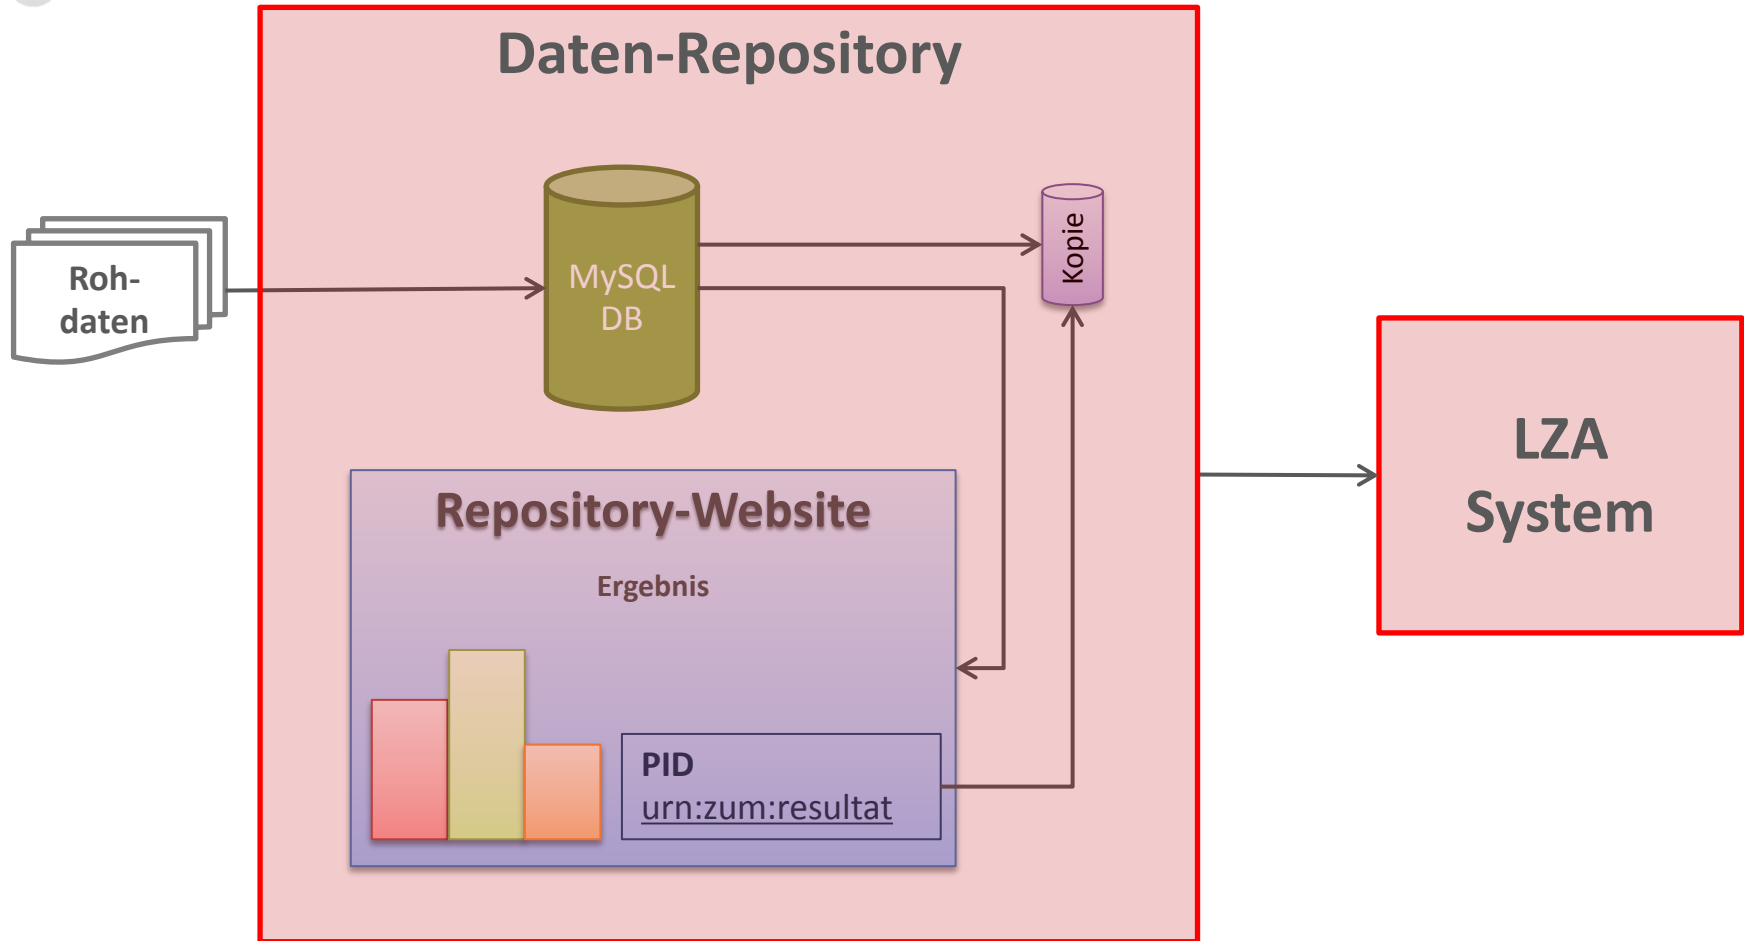 Daten-Repository
Roh-
daten
MySQL
DB
Kopie
Repository-Website
Ergebnis
PID
urn:zum:resultat
LZA
System